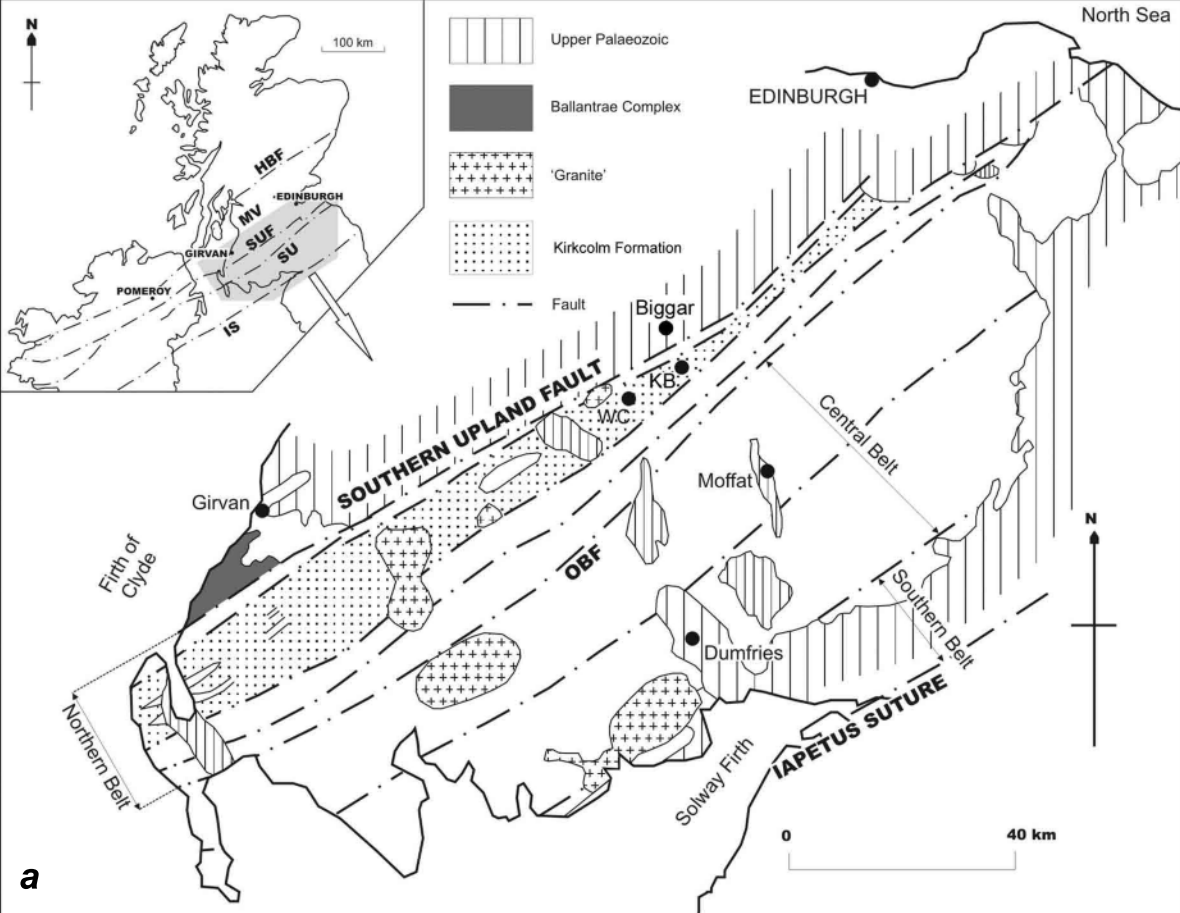 N
100 km
HBF
EDINBURGH
MV
SUF
GIRVAN
SU
POMEROY
IS
Upper Palaeozoic
Ballantrae Complex
'Granite'
Kirkcolm Formation
Fault
North Sea
EDINBURGH
Biggar
KB
WC
SOUTHERN UPLAND FAULT
Central Belt
Moffat
Girvan
Firth of
Clyde
OBF
N
Southern Belt
Dumfries
Northern Belt
IAPETUS SUTURE
Solway Firth
0
40 km
a